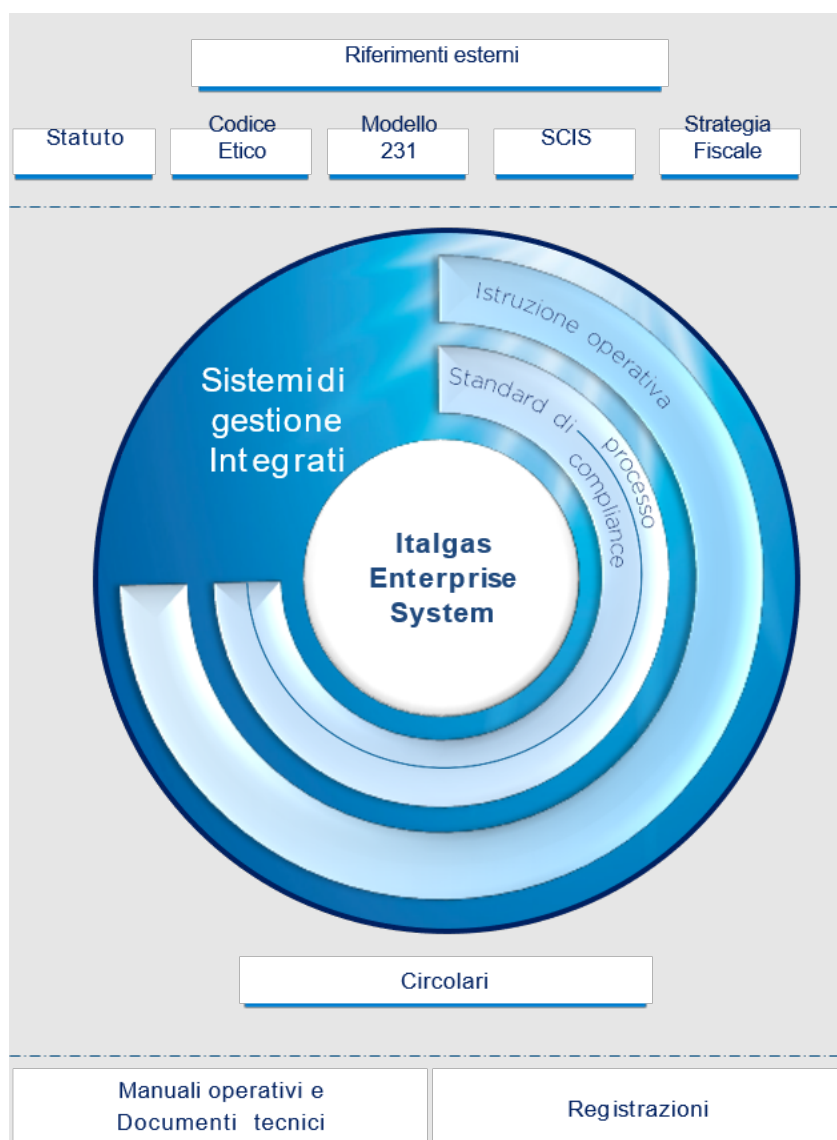 Riferimenti esterni
Statuto
Codice
Etico
Modello
231
SCIS
Strategia
Fiscale
Istruzione operativa
Standard di processo
compliance
Sistemi di
gestione
Integrati
Italgas
Enterprise
System
Circolari
Manuali operativi e
Documenti tecnici
Registrazioni